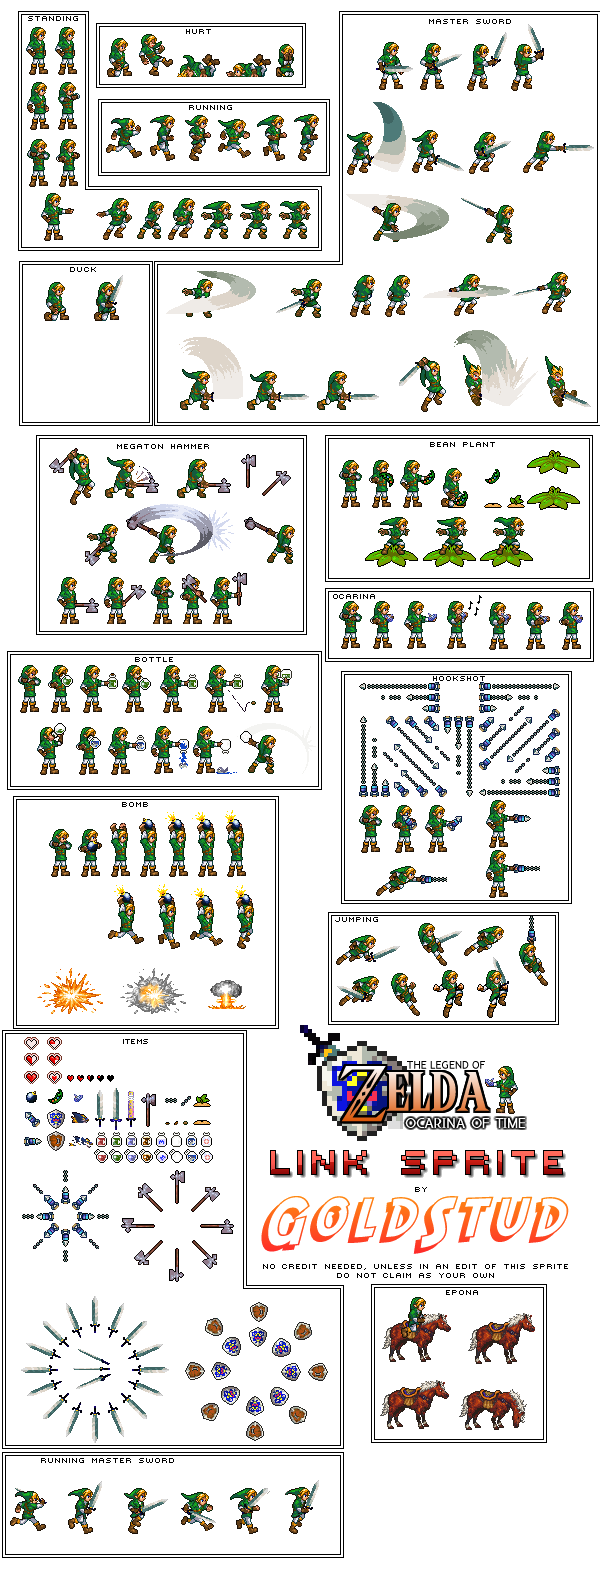 STANDING
HURT
MASTER SWORD
RUNNING
DUCK
MEGATON HAMMER
BEAN PLANT
OCARINA
BOTTLE
HOOKSHOT
BOMB
JUMPING
ITEMS
THE LEGEND OF
ZELDA
OCARINA OF TIME
LINK SPRITE
BY
GOLDSTUD
NO CREDIT NEEDED, UNLESS IN AN EDIT OF THIS SPRITE
DO NOT CLAIM AS YOUR OWN
EPONA
RUNNING MASTER SWORD